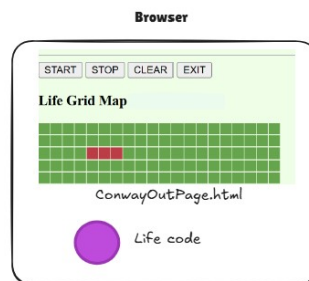 Browser
START STOP CLEAR EXIT
Life Grid Map
ConwayOutPage.html
Life code